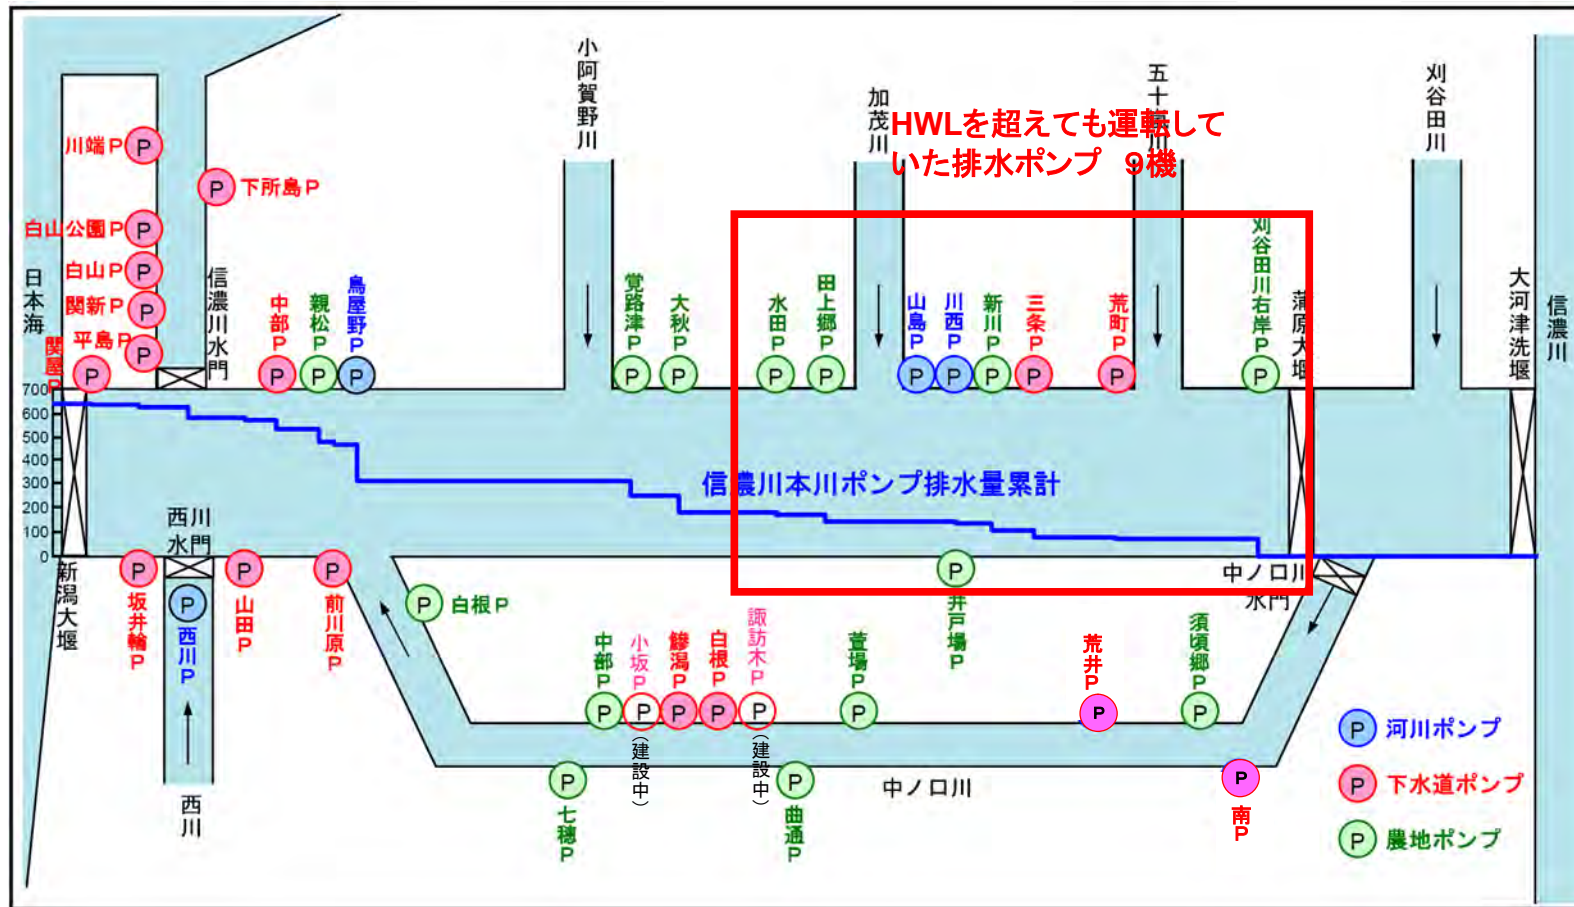 小阿賀野川
加茂川
五十嵐川
刈谷田川
HWLを超えても運転して
いた排水ポンプ　9機
川端P
P
P
下所島P
白山公園P
P
白山P
P
関新P
P
平島P
P
関屋P
P
日本海
信濃川水門
中部P
P
親松P
P
鳥屋野P
P
覚路津P
P
大秋P
P
水田P
P
田上郷P
P
山島P
P
川西P
P
新川P
P
三条P
P
荒町P
P
刈谷田川右岸P
P
蒲原大堰
大河津洗堰
信濃川
700
600
500
400
300
200
100
0
信濃川本川ポンプ排水量累計
新潟大堰
西川
水門
P
坂井輪P
P
西川P
西川
P
山田P
P
前川原P
P
白根P
中部P
P
小坂P
P
(建設中)
鰺潟P
P
白根P
P
諏訪木P
P
(建設中)
萱場P
P
P
井戸場P
荒井P
P
須頃郷P
P
中ノ口川
水門
P
七穂P
P
曲通P
中ノ口川
P
南P
P
河川ポンプ
P
下水道ポンプ
P
農地ポンプ